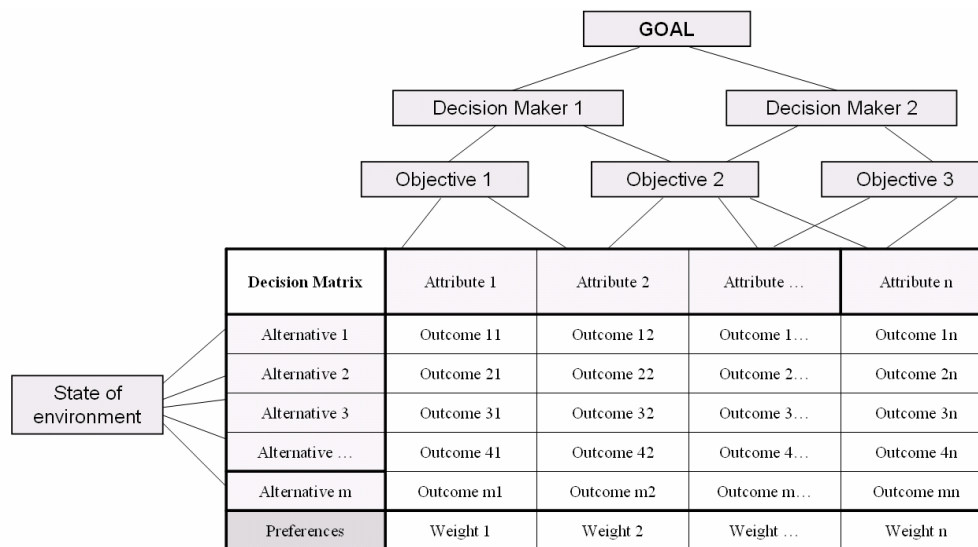 GOAL
Decision Maker 1
Decision Maker 2
Objective 1
Objective 2
Objective 3
Decision Matrix
Attribute 1
Attribute 2
Attribute …
Attribute n
Alternative 1
Outcome 11
Outcome 12
Outcome 1…
Outcome 1n
Alternative 2
Outcome 21
Outcome 22
Outcome 2…
Outcome 2n
State of
environment
Alternative 3
Outcome 31
Outcome 32
Outcome 3…
Outcome 3n
Alternative …
Outcome 41
Outcome 42
Outcome 4…
Outcome 4n
Alternative m
Outcome m1
Outcome m2
Outcome m…
Outcome mn
Preferences
Weight 1
Weight 2
Weight …
Weight n